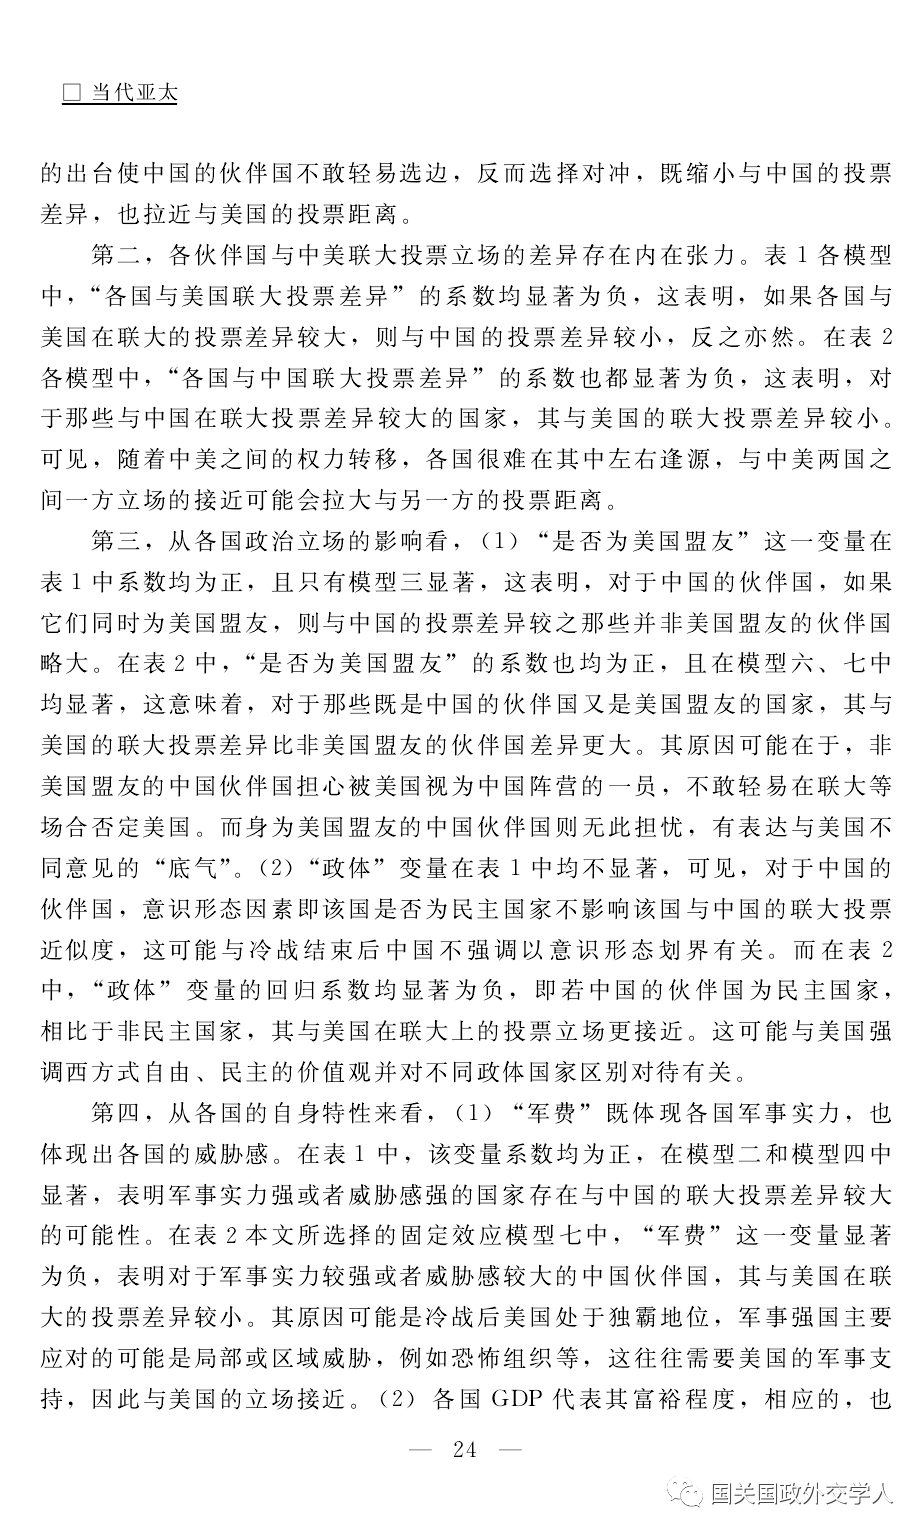 □ 当代亚太
的出台使中国的伙伴国不敢轻易选边，反而选择对冲，既缩小与中国的投票
差异，也拉近与美国的投票距离。
第二，各伙伴国与中美联大投票立场的差异存在内在张力。表 1 各模型
中，“各国与美国联大投票差异”的系数均显著为负，这表明，如果各国与
美国在联大的投票差异较大，则与中国的投票差异较小，反之亦然。在表 2
各模型中，“各国与中国联大投票差异”的系数也都显著为负，这表明，对
于那些与中国在联大投票差异较大的国家，其与美国的联大投票差异较小。
可见，随着中美之间的权力转移，各国很难在其中左右逢源，与中美两国之
间一方立场的接近可能会拉大与另一方的投票距离。
第三，从各国政治立场的影响看，（1）“是否为美国盟友”这一变量在
表 1 中系数均为正，且只有模型三显著，这表明，对于中国的伙伴国，如果
它们同时为美国盟友，则与中国的投票差异较之那些并非美国盟友的伙伴国
略大。在表 2 中，“是否为美国盟友”的系数也均为正，且在模型六、七中
均显著，这意味着，对于那些既是中国的伙伴国又是美国盟友的国家，其与
美国的联大投票差异比非美国盟友的伙伴国差异更大。其原因可能在于，非
美国盟友的中国伙伴国担心被美国视为中国阵营的一员，不敢轻易在联大等
场合否定美国。而身为美国盟友的中国伙伴国则无此担忧，有表达与美国不
同意见的“底气”。（2）“政体”变量在表 1 中均不显著，可见，对于中国的
伙伴国，意识形态因素即该国是否为民主国家不影响该国与中国的联大投票
近似度，这可能与冷战结束后中国不强调以意识形态划界有关。而在表 2
中，“政体”变量的回归系数均显著为负，即若中国的伙伴国为民主国家，
相比于非民主国家，其与美国在联大上的投票立场更接近。这可能与美国强
调西方式自由、民主的价值观并对不同政体国家区别对待有关。
第四，从各国的自身特性来看，（1）“军费”既体现各国军事实力，也
体现出各国的威胁感。在表 1 中，该变量系数均为正，在模型二和模型四中
显著，表明军事实力强或者威胁感强的国家存在与中国的联大投票差异较大
的可能性。在表 2 本文所选择的固定效应模型七中，“军费”这一变量显著
为负，表明对于军事实力较强或者威胁感较大的中国伙伴国，其与美国在联
大的投票差异较小。其原因可能是冷战后美国处于独霸地位，军事强国主要
应对的可能是局部或区域威胁，例如恐怖组织等，这往往需要美国的军事支
持，因此与美国的立场接近。（2）各国 GDP 代表其富裕程度，相应的，也
— 24 —
国关国政外交学人